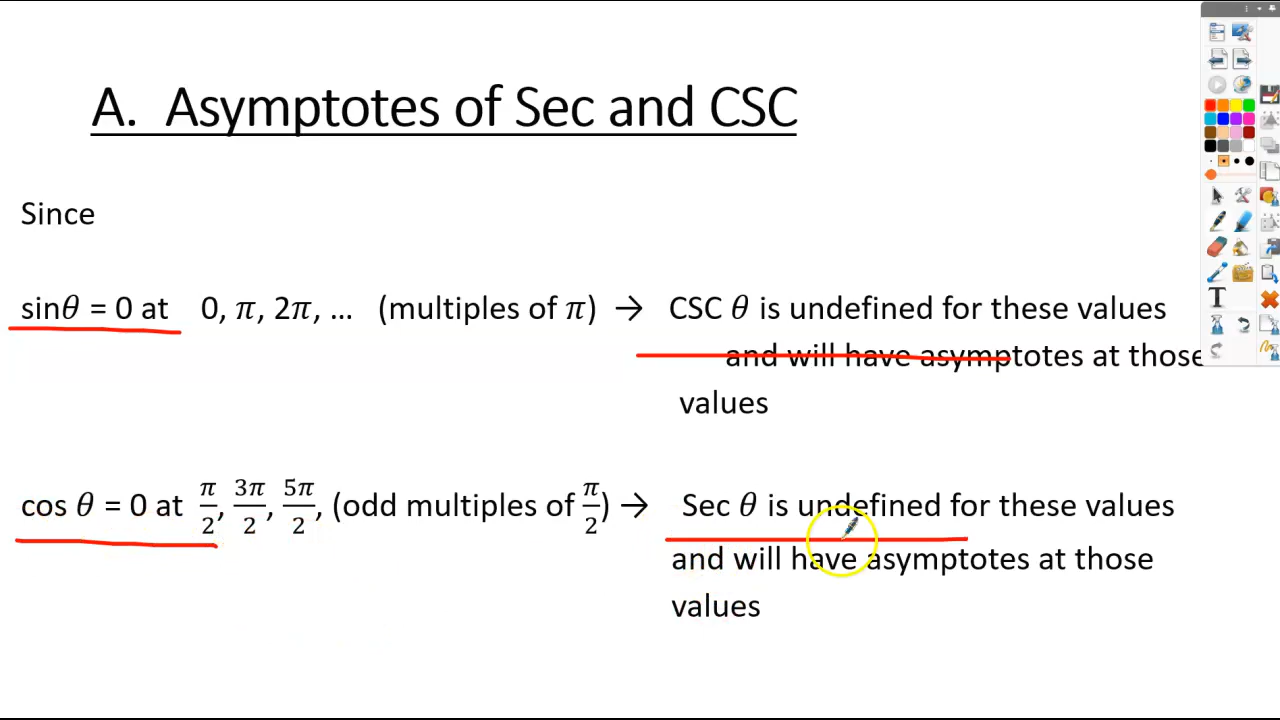 A. Asymptotes of Sec and CSC
Since
sin𝜃 = 0 at 0, 𝜋, 2𝜋, ... (multiples of 𝜋) → CSC 𝜃 is undefined for these values
and will have asymptotes at those
values
cos 𝜃 = 0 at 𝜋/2, 3𝜋/2, 5𝜋/2, (odd multiples of 𝜋/2) → Sec 𝜃 is undefined for these values
and will have asymptotes at those
values